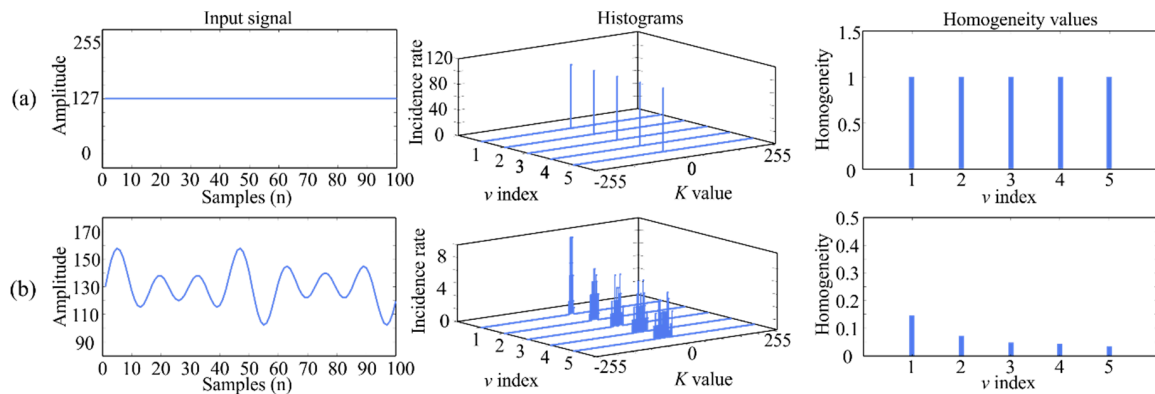 Input signal
Histograms
Homogeneity values
(a)
Amplitude
255
127
0
0 10 20 30 40 50 60 70 80 90 100
Samples (n)
Incidence rate
120
80
40
0
1 2 3 4 5
v index
-255 0 255
K value
Homogeneity
1.5
1
0.5
0
1 2 3 4 5
v index
(b)
Amplitude
170
150
130
110
90
0 10 20 30 40 50 60 70 80 90 100
Samples (n)
Incidence rate
8
4
0
1 2 3 4 5
v index
-255 0 255
K value
Homogeneity
0.5
0.4
0.3
0.2
0.1
0
1 2 3 4 5
v index